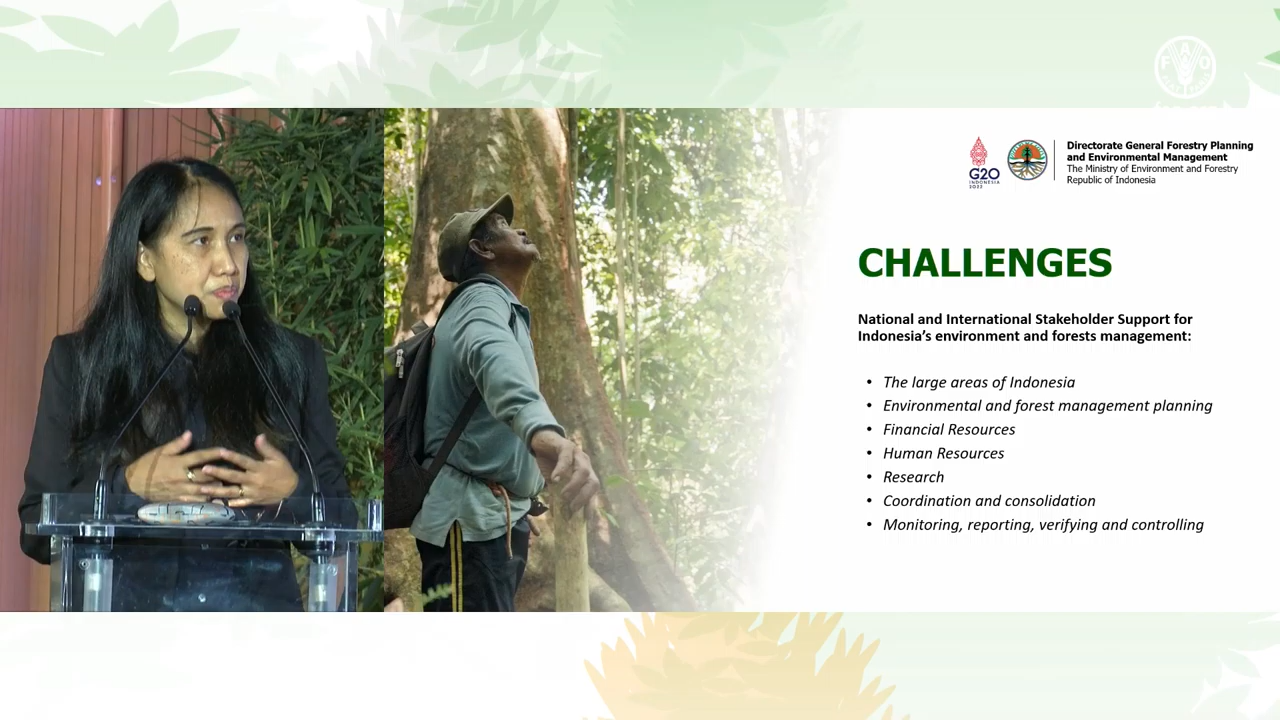 FAO
G20
INDONESIA
2022
Directorate General Forestry Planning
and Environmental Management
The Ministry of Environment and Forestry
Republic of Indonesia
CHALLENGES
National and International Stakeholder Support for
Indonesia’s environment and forests management:
• The large areas of Indonesia
• Environmental and forest management planning
• Financial Resources
• Human Resources
• Research
• Coordination and consolidation
• Monitoring, reporting, verifying and controlling